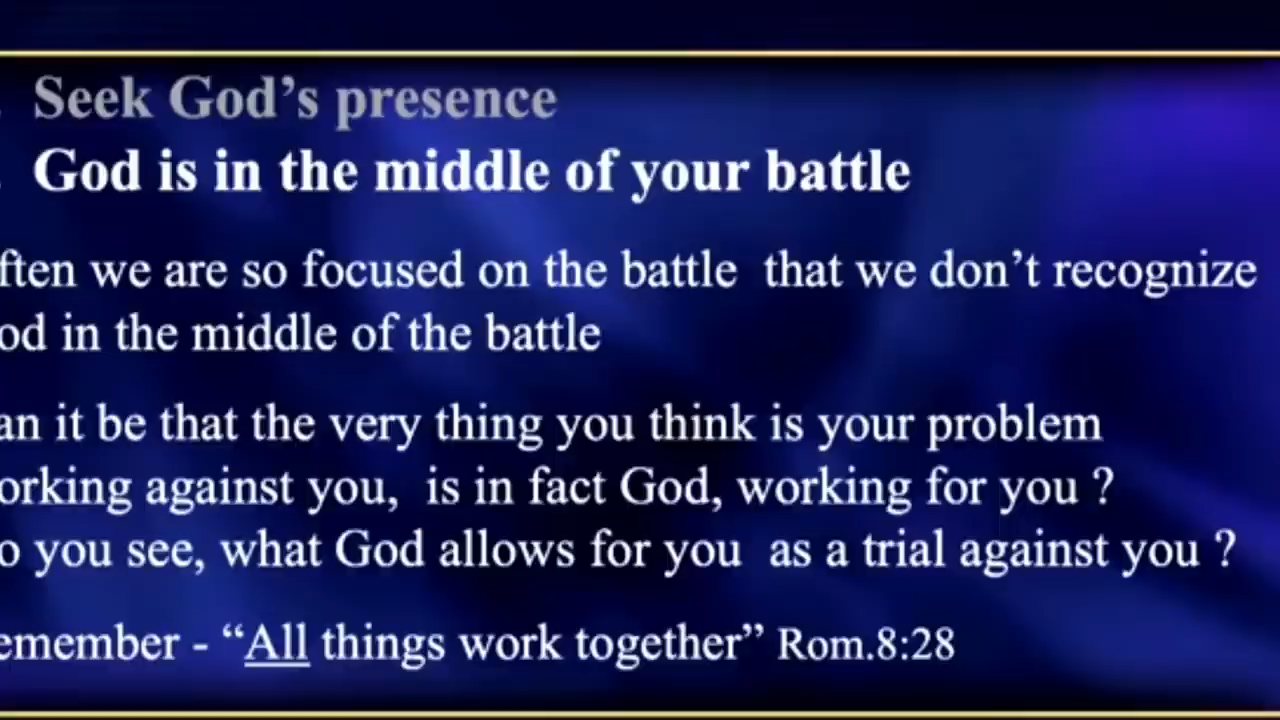 . Seek God's presence
. God is in the middle of your battle
ften we are so focused on the battle that we don't recognize
od in the middle of the battle
an it be that the very thing you think is your problem
orking against you, is in fact God, working for you ?
o you see, what God allows for you as a trial against you ?
emember - “All things work together” Rom.8:28